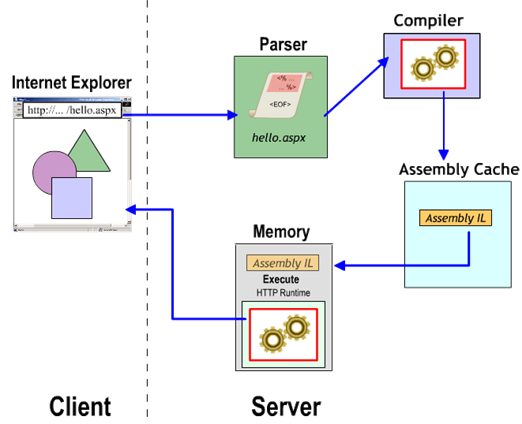 Compiler
Parser
Internet Explorer
http://... /hello.aspx
<% ...
... %>
<EOF>
hello.aspx
Assembly Cache
Assembly IL
Memory
Assembly IL
Execute
HTTP Runtime
Client
Server